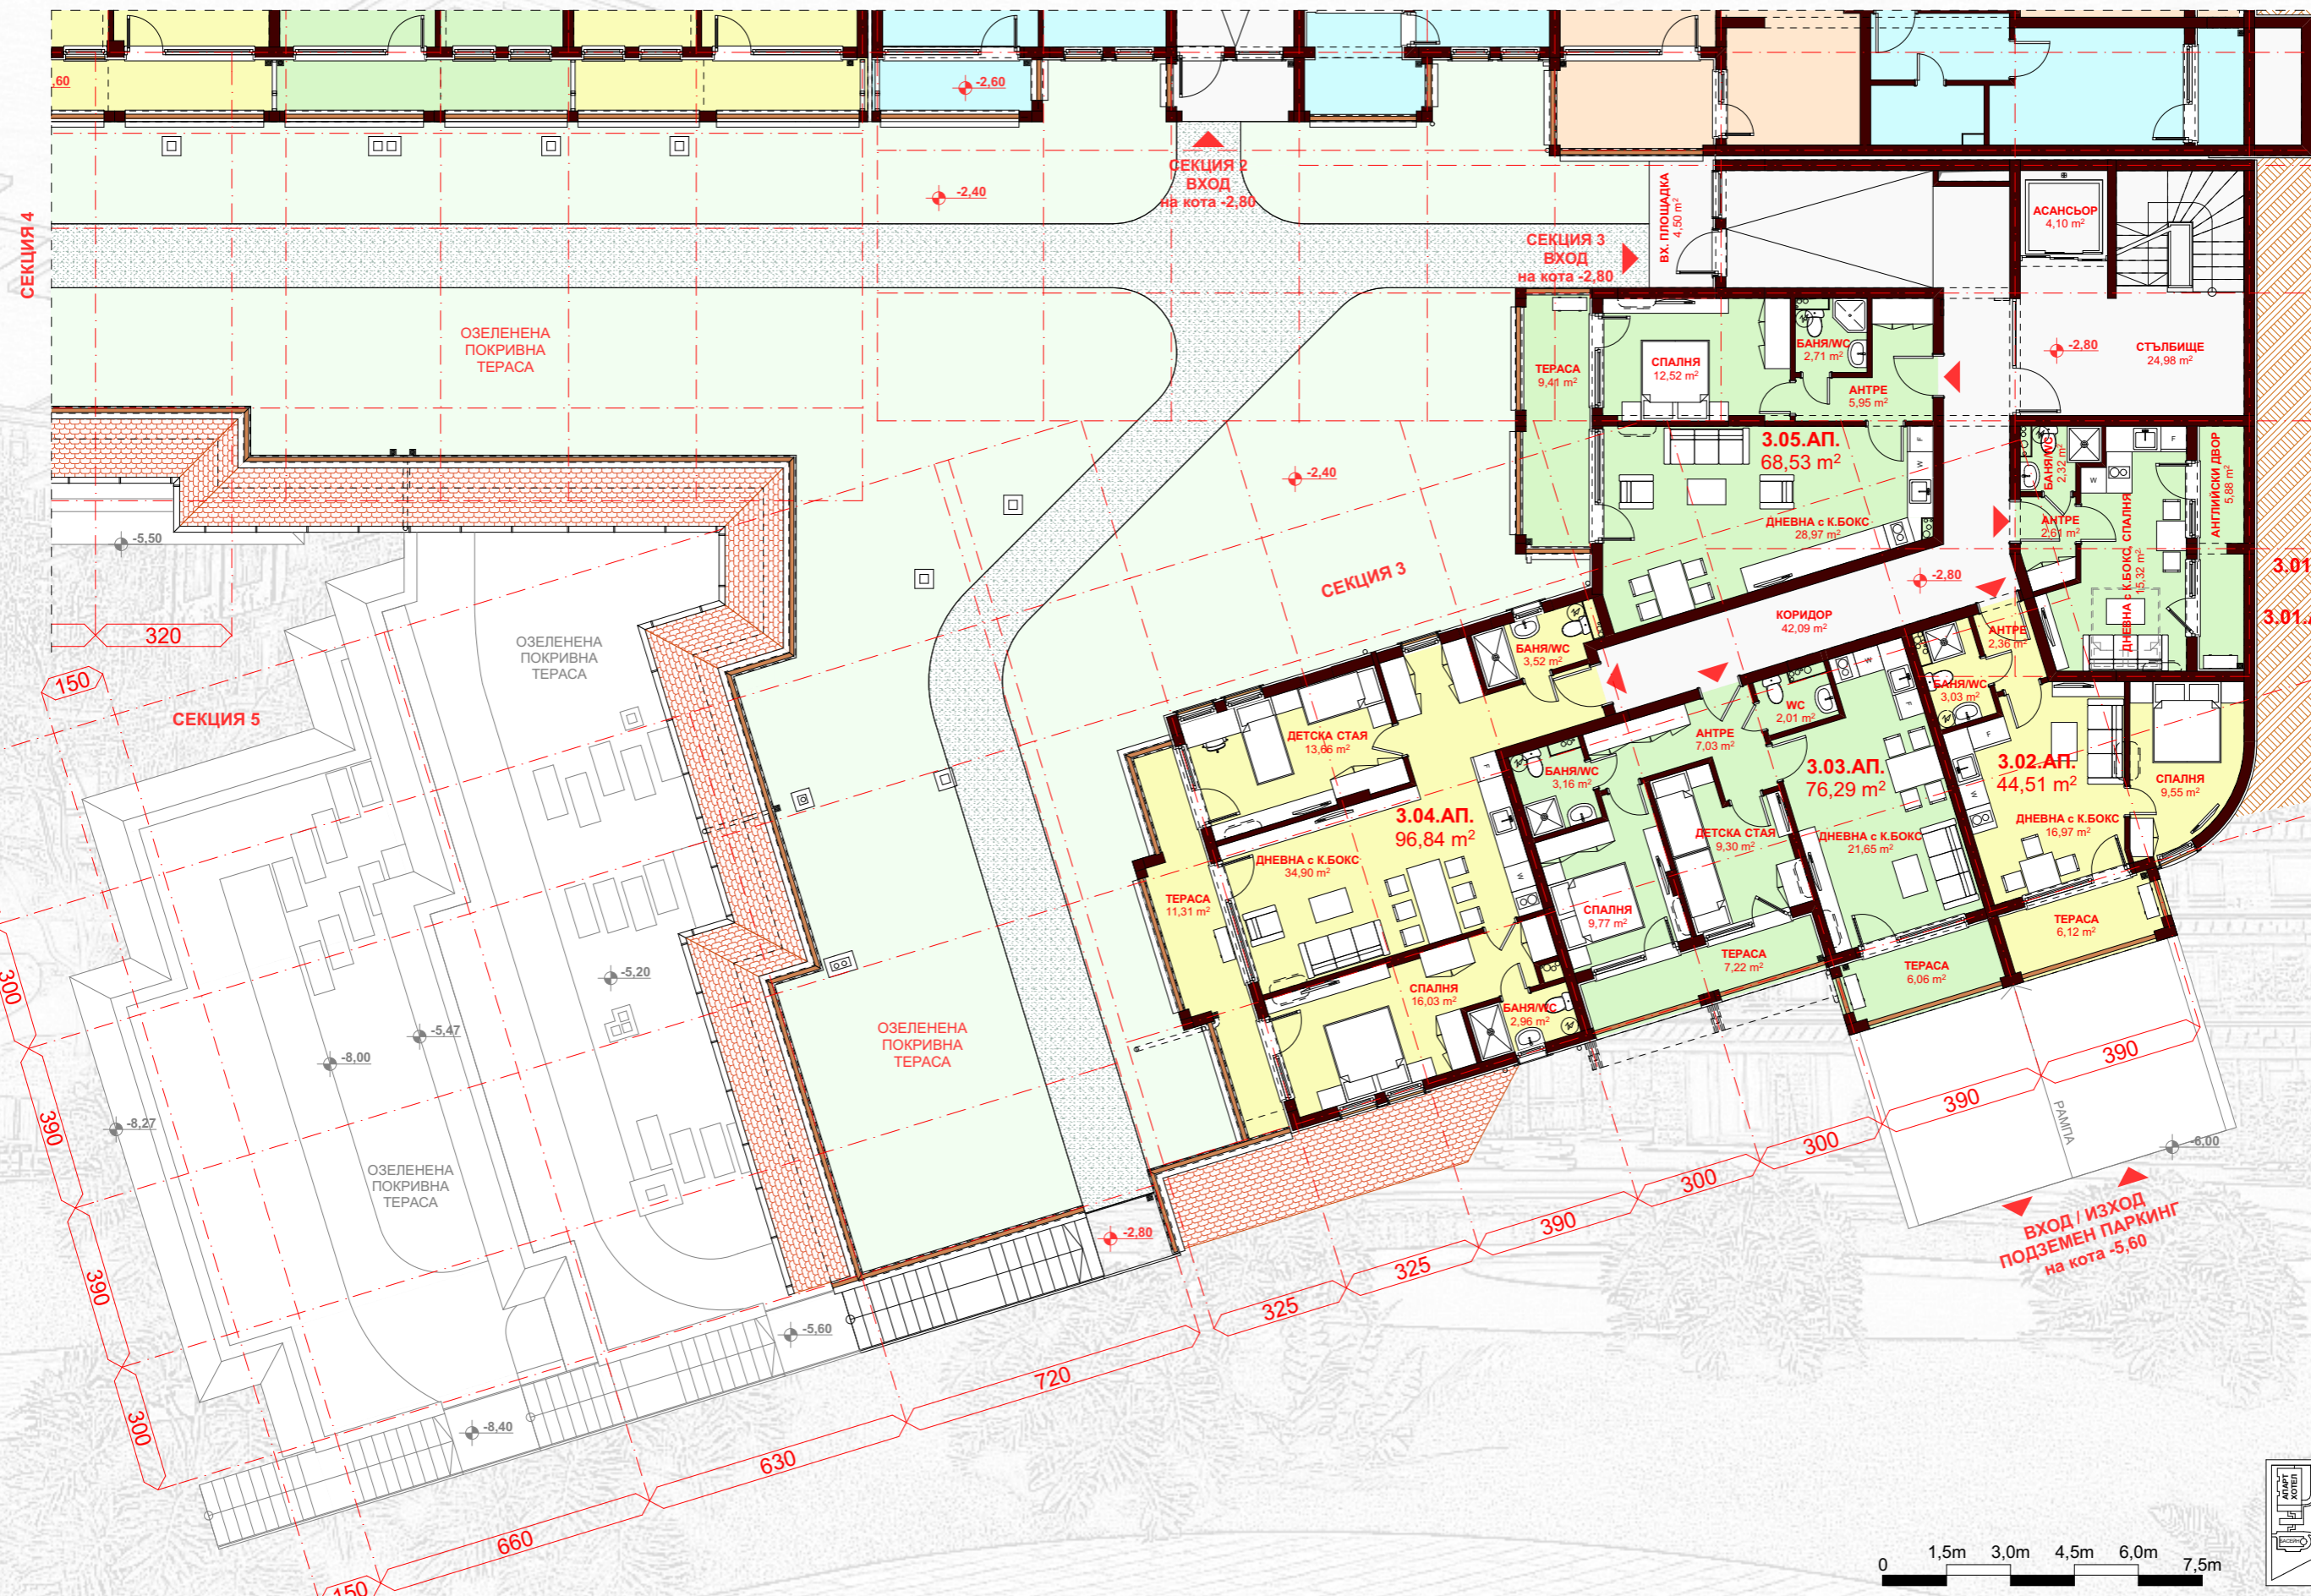 ,60
-2,60
СЕКЦИЯ 2
ВХОД
на кота -2,80
-2,40
СЕКЦИЯ 4
СЕКЦИЯ 3
ВХОД
на кота -2,80
ВХ. ПЛОЩАДКА
4,50 m²
АСАНСЬОР
4,10 m²
-2,80
СТЪЛБИЩЕ
24,98 m²
ОЗЕЛЕНЕНА
ПОКРИВНА
ТЕРАСА
ТЕРАСА
9,41 m²
СПАЛНЯ
12,52 m²
БАНЯ/WC
2,71 m²
АНТРЕ
5,95 m²
3.05.АП.
68,53 m²
ДНЕВНА с К.БОКС
28,97 m²
F
W
-2,40
БАНЯ/WC
2,32 m²
W
F
АНТРЕ
2,61 m²
ДНЕВНА с К.БОКС, СПАЛНЯ
15,32 m²
АНГЛИЙСКИ ДВОР
5,88 m²
3.01
3.01.
-5,50
320
150
СЕКЦИЯ 5
ОЗЕЛЕНЕНА
ПОКРИВНА
ТЕРАСА
СЕКЦИЯ 3
-2,80
КОРИДОР
42,09 m²
БАНЯ/WC
3,52 m²
АНТРЕ
2,36 m²
БАНЯ/WC
3,03 m²
WC
2,01 m²
W
F
АНТРЕ
7,03 m²
ДЕТСКА СТАЯ
13,66 m²
БАНЯ/WC
3,16 m²
F
W
3.04.АП.
96,84 m²
3.03.АП.
76,29 m²
3.02.АП.
44,51 m²
F
W
СПАЛНЯ
9,55 m²
ДЕТСКА СТАЯ
9,30 m²
ДНЕВНА с К.БОКС
21,65 m²
ДНЕВНА с К.БОКС
16,97 m²
ДНЕВНА с К.БОКС
34,90 m²
ТЕРАСА
11,31 m²
СПАЛНЯ
9,77 m²
ТЕРАСА
7,22 m²
ТЕРАСА
6,06 m²
ТЕРАСА
6,12 m²
СПАЛНЯ
16,03 m²
БАНЯ/WC
2,96 m²
-5,20
-5,47
-8,00
-8,27
ОЗЕЛЕНЕНА
ПОКРИВНА
ТЕРАСА
ОЗЕЛЕНЕНА
ПОКРИВНА
ТЕРАСА
300
390
390
300
-2,80
-5,60
-8,40
РАМПА
-6,00
ВХОД / ИЗХОД
ПОДЗЕМЕН ПАРКИНГ
на кота -5,60
150
660
630
720
325
325
390
300
300
390
390
0 1,5m 3,0m 4,5m 6,0m 7,5m
АПАРТ
ХОТЕЛ
БАСЕЙН